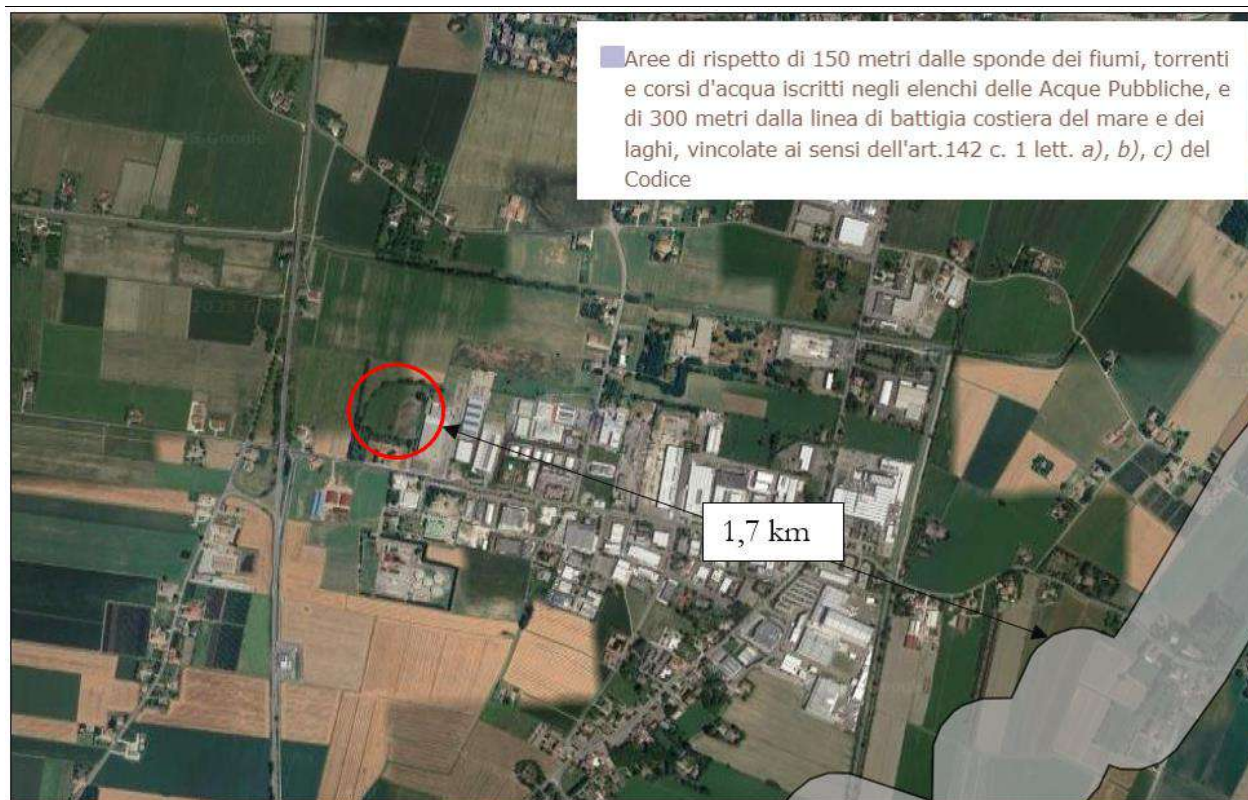 Aree di rispetto di 150 metri dalle sponde dei fiumi, torrenti
e corsi d'acqua iscritti negli elenchi delle Acque Pubbliche, e
di 300 metri dalla linea di battigia costiera del mare e dei
laghi, vincolate ai sensi dell'art.142 c. 1 lett. a), b), c) del
Codice
1,7 km